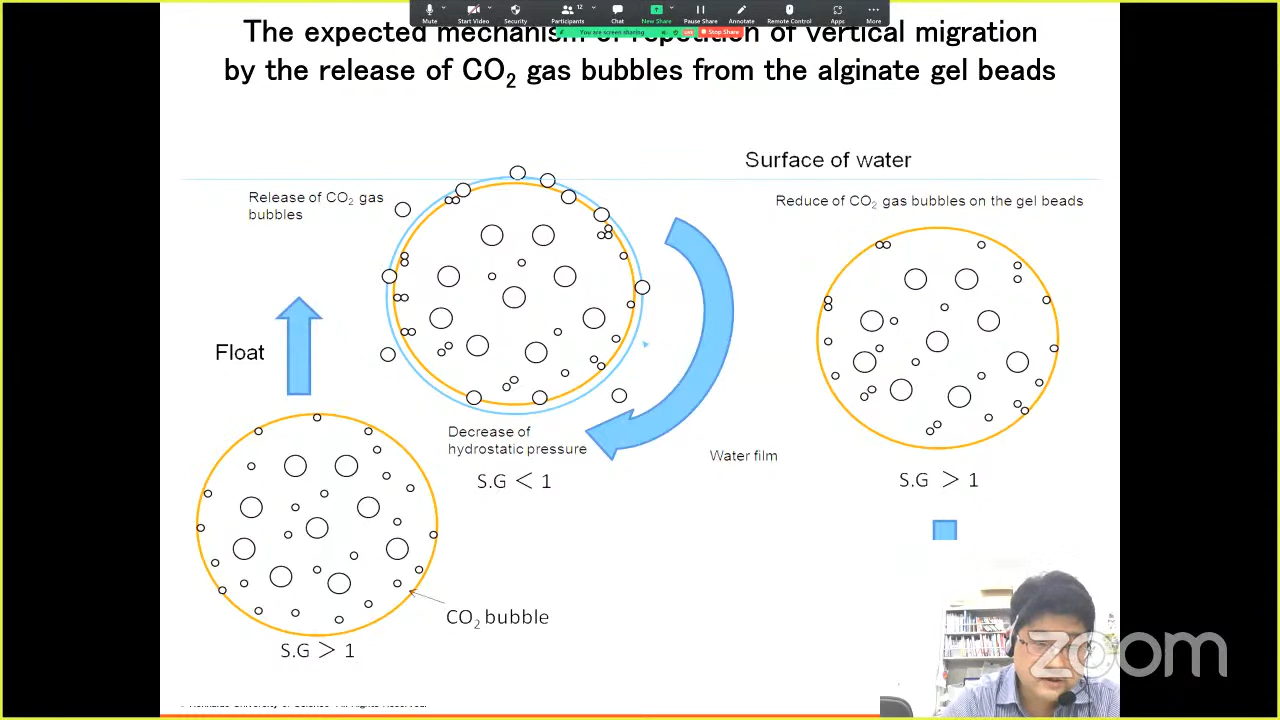 Mute
Start Video
Security
Participants
12
Chat
New Share
Pause Share
Annotate
Remote Control
Apps
More
You are screen sharing
Stop Share
The expected mechanism of repetition of vertical migration
by the release of CO2 gas bubbles from the alginate gel beads
Surface of water
Release of CO2 gas
bubbles
Reduce of CO2 gas bubbles on the gel beads
Float
Decrease of
hydrostatic pressure
Water film
S.G < 1
S.G > 1
CO2 bubble
S.G > 1
zoom